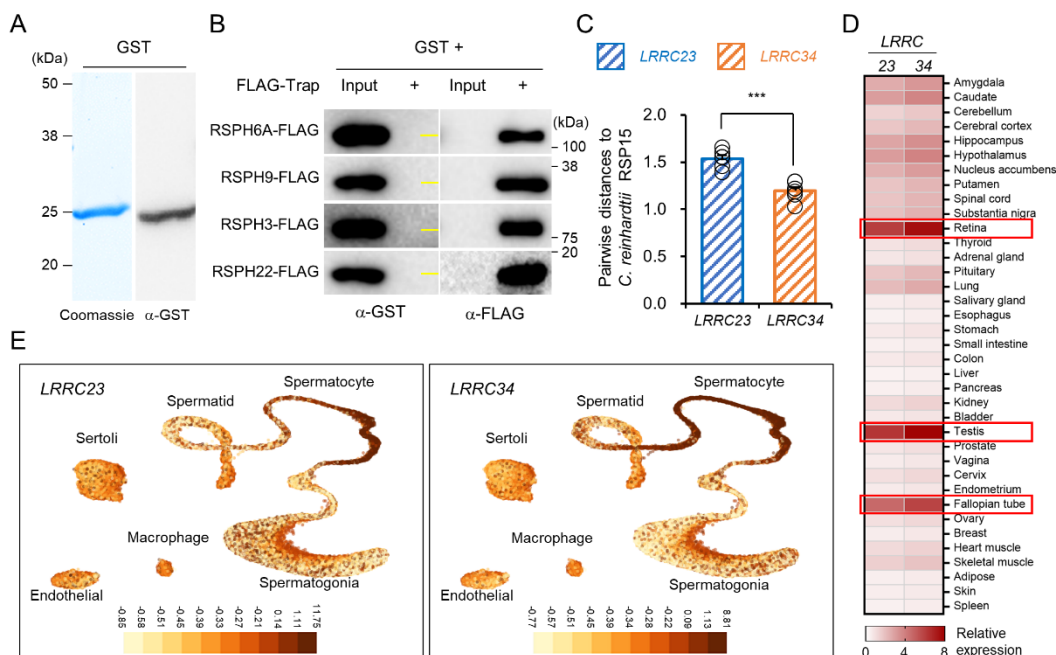 A
GST
(kDa)
50
38
25
20
Coomassie
α-GST
B
GST +
FLAG-Trap
Input
+
Input
+
(kDa)
RSPH6A-FLAG
100
38
RSPH9-FLAG
RSPH3-FLAG
75
20
RSPH22-FLAG
α-GST
α-FLAG
C
LRRC23
LRRC34
***
Pairwise distances to
C. reinhardtii RSP15
2.0
1.5
1.0
0.5
0.0
LRRC23
LRRC34
D
LRRC
23 34
Amygdala
Caudate
Cerebellum
Cerebral cortex
Hippocampus
Hypothalamus
Nucleus accumbens
Putamen
Spinal cord
Substantia nigra
Retina
Thyroid
Adrenal gland
Pituitary
Lung
Salivary gland
Esophagus
Stomach
Small intestine
Colon
Liver
Pancreas
Kidney
Bladder
Testis
Prostate
Vagina
Cervix
Endometrium
Fallopian tube
Ovary
Breast
Heart muscle
Skeletal muscle
Adipose
Skin
Spleen
0 4 8
Relative
expression
E
LRRC23
Spermatocyte
Spermatid
Sertoli
Macrophage
Endothelial
Spermatogonia
-0.85
-0.51
-0.45
-0.39
-0.33
-0.27
-0.21
0.14
1.11
11.75
LRRC34
Spermatocyte
Spermatid
Sertoli
Macrophage
Endothelial
Spermatogonia
-0.77
-0.51
-0.45
-0.39
-0.34
-0.28
-0.22
0.09
1.13
8.81